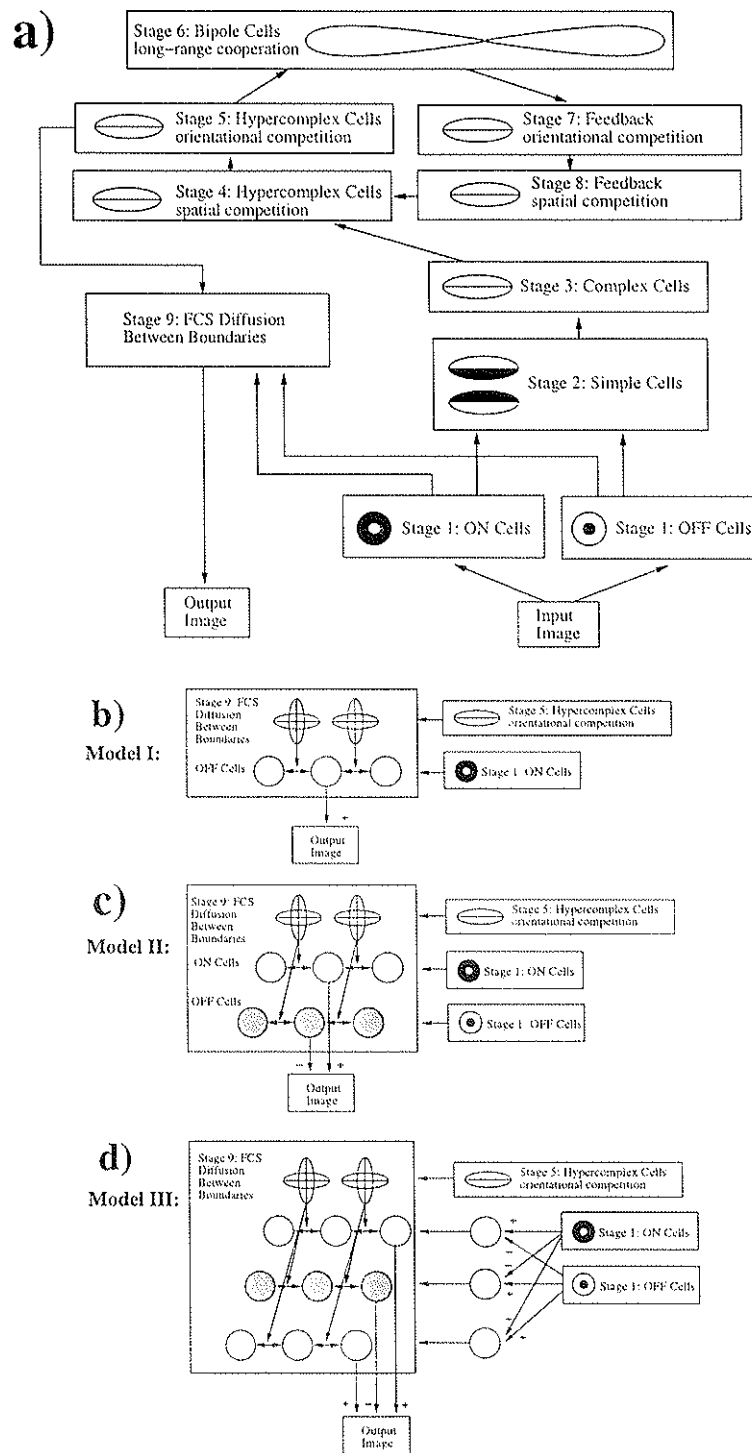 a)
Stage 6: Bipole Cells
long-range cooperation
Stage 5: Hypercomplex Cells
orientational competition
Stage 7: Feedback
orientational competition
Stage 4: Hypercomplex Cells
spatial competition
Stage 8: Feedback
spatial competition
Stage 3: Complex Cells
Stage 9: FCS Diffusion
Between Boundaries
Stage 2: Simple Cells
Stage 1: ON Cells
Stage 1: OFF Cells
Output
Image
Input
Image
b)
Model I:
Stage 9: FCS
Diffusion
Between
Boundaries
OFF Cells
Stage 5: Hypercomplex Cells
orientational competition
Stage 1: ON Cells
+
Output
Image
c)
Model II:
Stage 9: FCS
Diffusion
Between
Boundaries
ON Cells
OFF Cells
Stage 5: Hypercomplex Cells
orientational competition
Stage 1: ON Cells
Stage 1: OFF Cells
− +
Output
Image
d)
Model III:
Stage 9: FCS
Diffusion
Between
Boundaries
Stage 5: Hypercomplex Cells
orientational competition
Stage 1: ON Cells
Stage 1: OFF Cells
+ − +
Output
Image